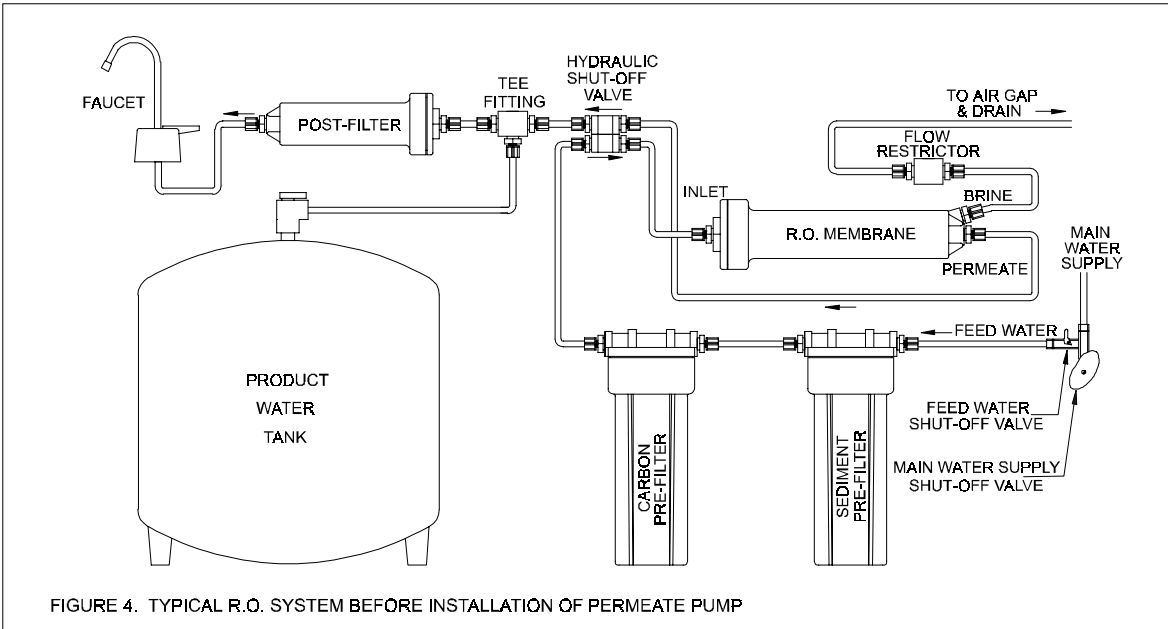 HYDRAULIC
SHUT-OFF
VALVE
TEE
FITTING
FAUCET
POST-FILTER
TO AIR GAP
& DRAIN
FLOW
RESTRICTOR
INLET
BRINE
R.O. MEMBRANE
PERMEATE
MAIN
WATER
SUPPLY
FEED WATER
PRODUCT
WATER
TANK
CARBON
PRE-FILTER
SEDIMENT
PRE-FILTER
FEED WATER
SHUT-OFF VALVE
MAIN WATER SUPPLY
SHUT-OFF VALVE
FIGURE 4. TYPICAL R.O. SYSTEM BEFORE INSTALLATION OF PERMEATE PUMP